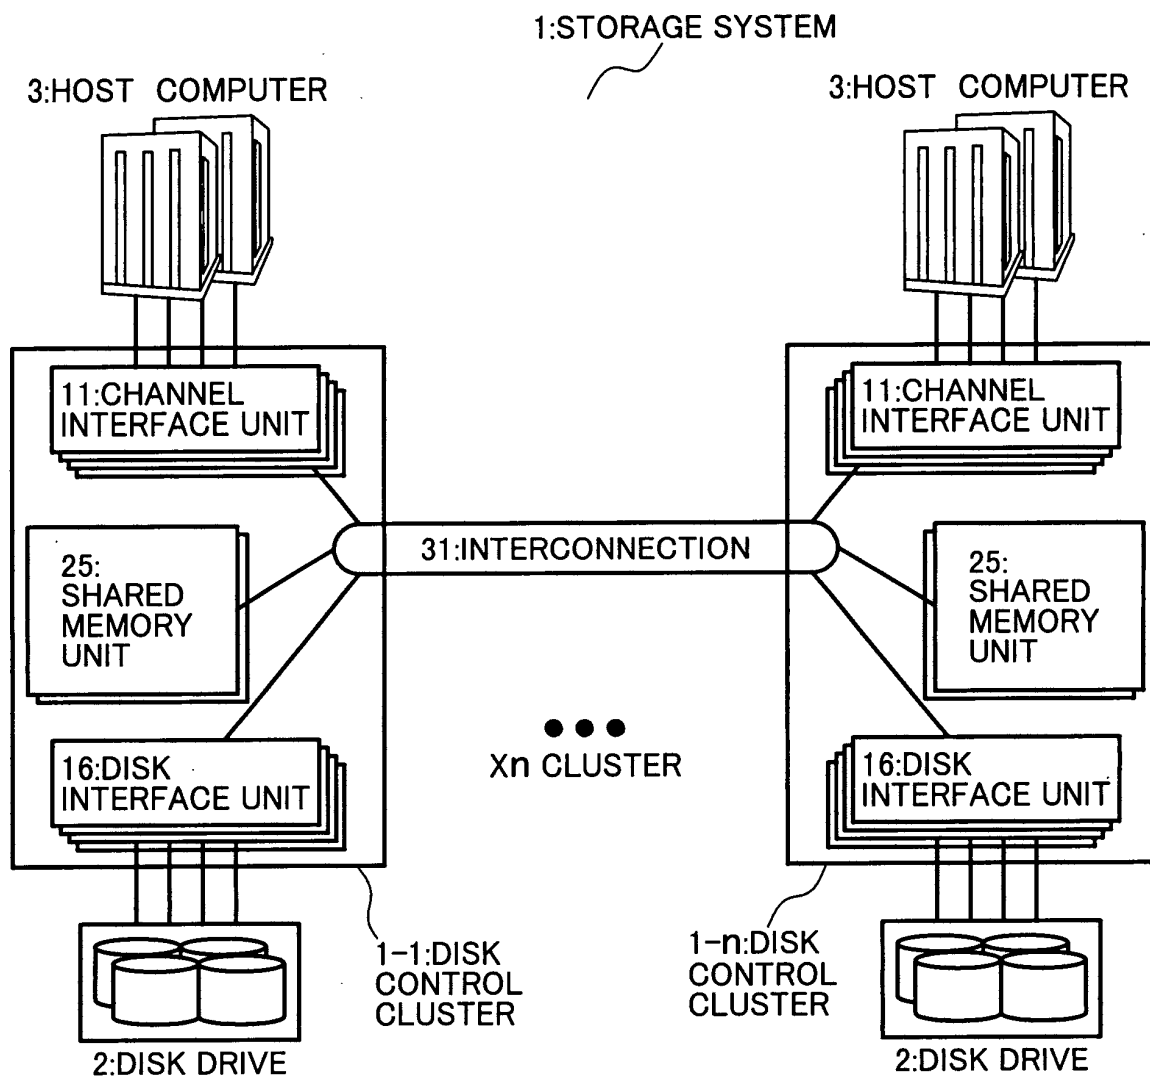 1:STORAGE SYSTEM
3:HOST COMPUTER
3:HOST COMPUTER
11:CHANNEL
INTERFACE UNIT
11:CHANNEL
INTERFACE UNIT
31:INTERCONNECTION
25:
SHARED
MEMORY
UNIT
25:
SHARED
MEMORY
UNIT
16:DISK
INTERFACE UNIT
Xn CLUSTER
16:DISK
INTERFACE UNIT
1-1:DISK
CONTROL
CLUSTER
1-n:DISK
CONTROL
CLUSTER
2:DISK DRIVE
2:DISK DRIVE